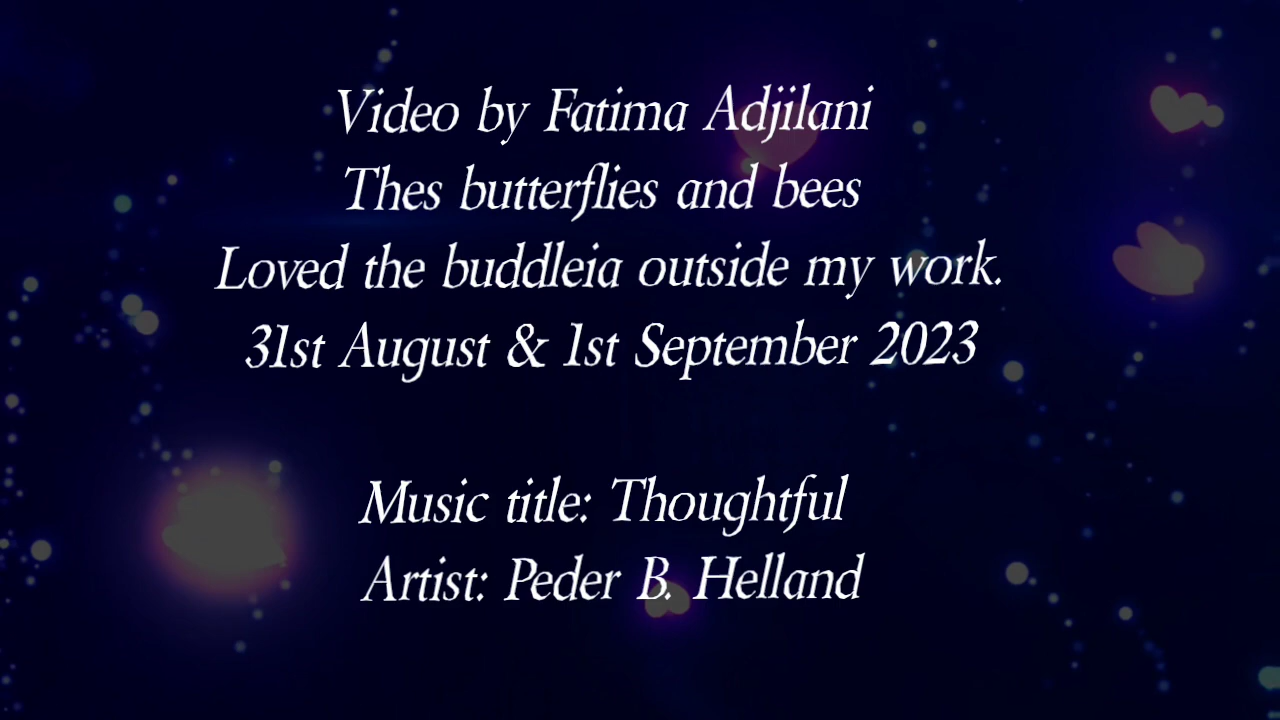 Video by Fatima Adjilani
Thes butterflies and bees
Loved the buddleia outside my work.
31st August & 1st September 2023
Music title: Thoughtful
Artist: Peder B. Helland